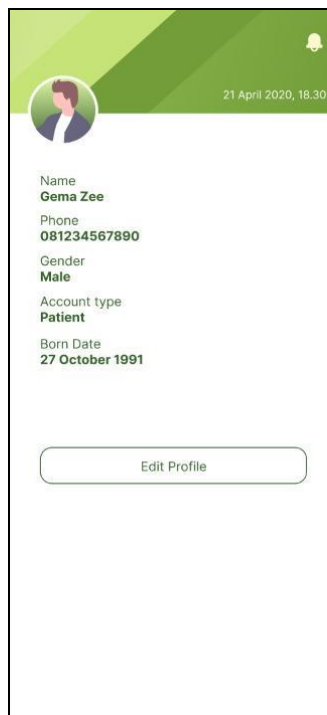 21 April 2020, 18.30
Name
Gema Zee
Phone
081234567890
Gender
Male
Account type
Patient
Born Date
27 October 1991
Edit Profile